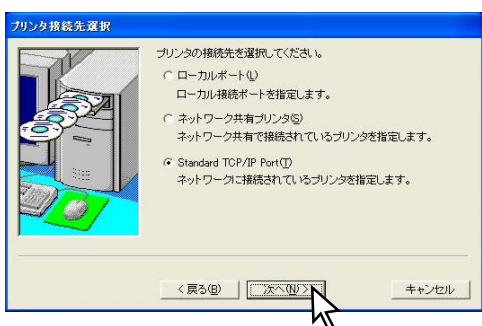 プリンタ接続先選択
プリンタの接続先を選択してください。
ローカルポート(L)
ローカル接続ポートを指定します。
ネットワーク共有プリンタ(S)
ネットワーク共有で接続されているプリンタを指定します。
Standard TCP/IP Port(T)
ネットワークに接続されているプリンタを指定します。
< 戻る(B)
次へ(N) >
キャンセル